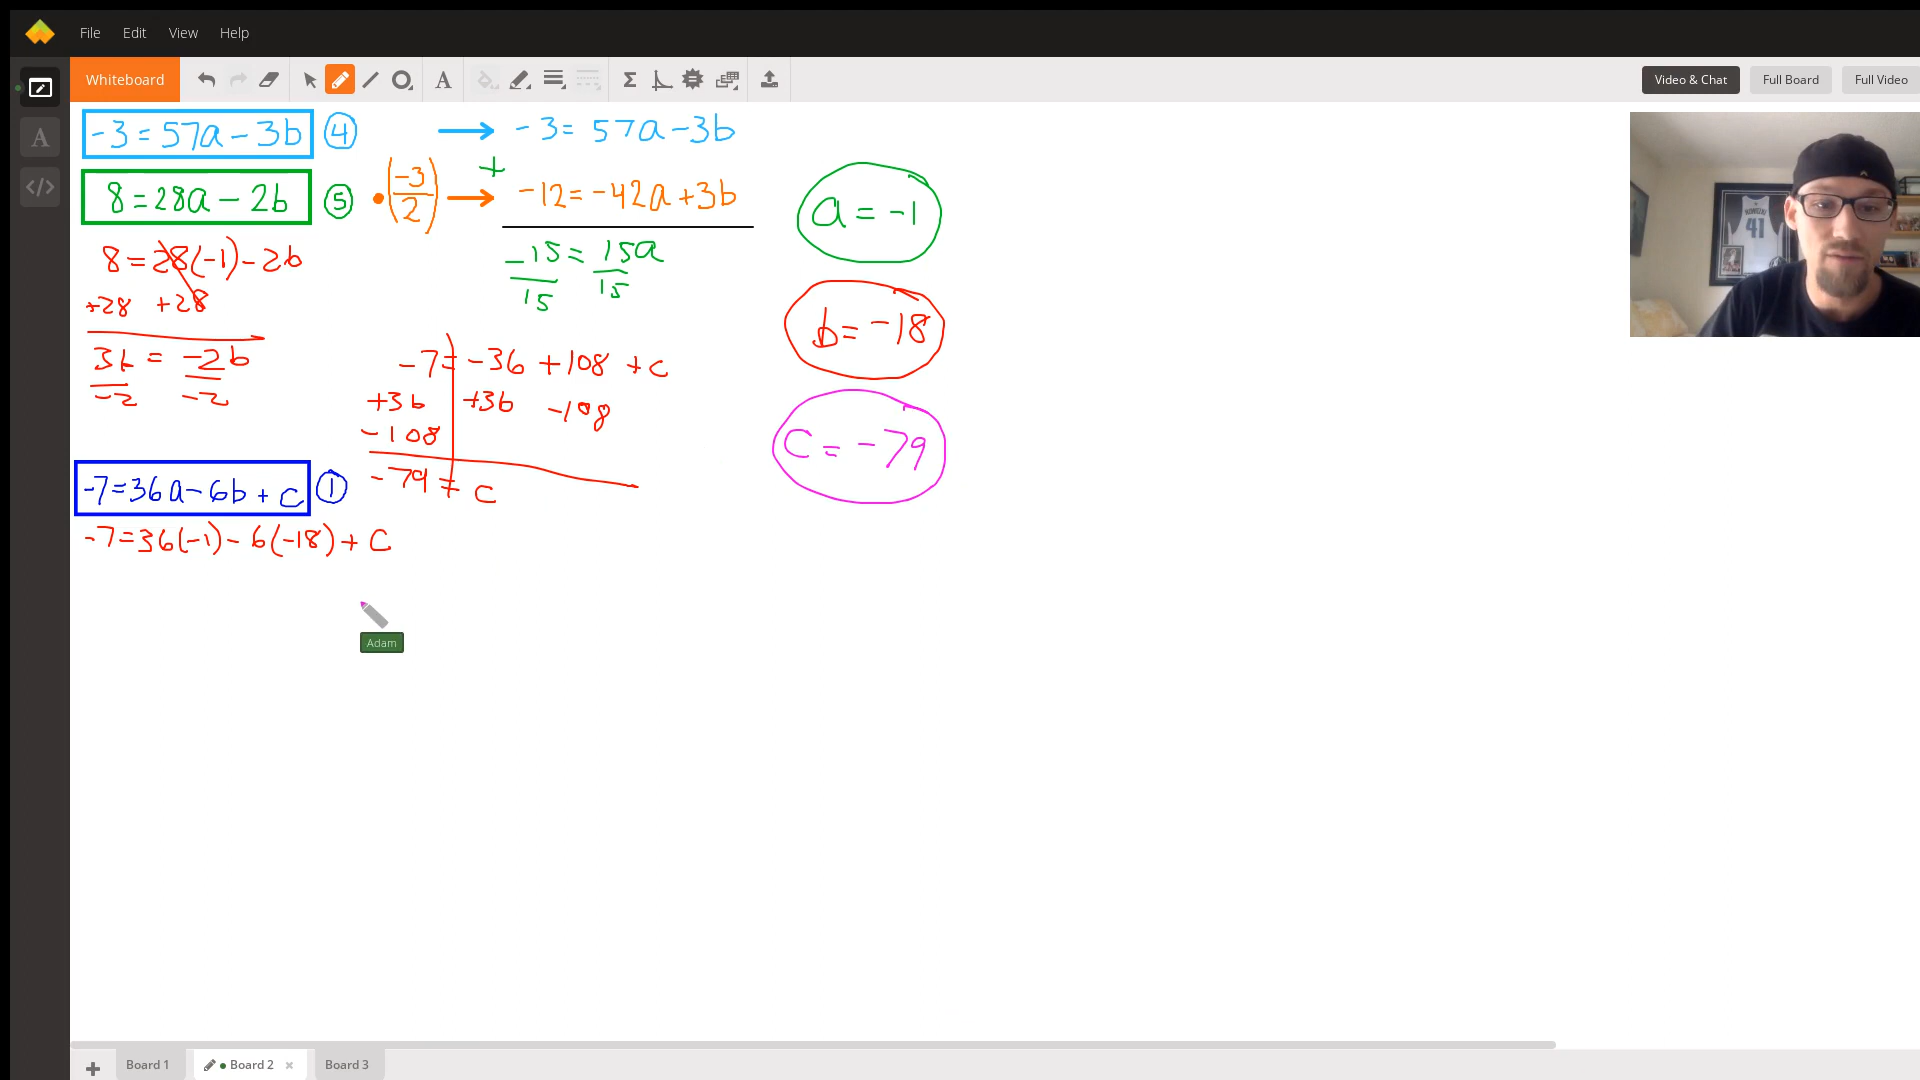 File Edit View Help
Whiteboard
A
Σ
Video & Chat
Full Board
Full Video
A
</>
-3 = 57a - 3b ④ → -3 = 57a - 3b
+
8 = 28a - 2b ⑤ • (-3/2) → -12 = -42a + 3b
8 = 28(-1) - 2b
+28 +28
36 = -2b
-2 -2
-15 = 15a
15 15
a = -1
b = -18
c = -79
-7 = -36 + 108 + c
+36 +36 -108
-108
-79 = c
-7 = 36a - 6b + c ①
-7 = 36(-1) - 6(-18) + c
Adam
41
Board 1
Board 2 ×
Board 3